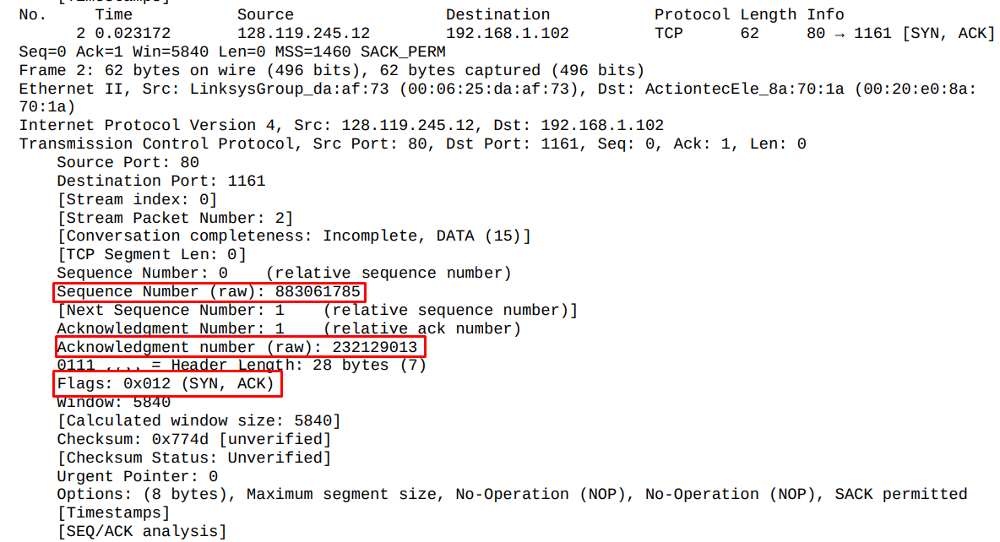 [Timestamps]
No. Time Source Destination Protocol Length Info
2 0.023172 128.119.245.12 192.168.1.102 TCP 62 80 → 1161 [SYN, ACK]
Seq=0 Ack=1 Win=5840 Len=0 MSS=1460 SACK_PERM
Frame 2: 62 bytes on wire (496 bits), 62 bytes captured (496 bits)
Ethernet II, Src: LinksysGroup_da:af:73 (00:06:25:da:af:73), Dst: ActiontecEle_8a:70:1a (00:20:e0:8a:
70:1a)
Internet Protocol Version 4, Src: 128.119.245.12, Dst: 192.168.1.102
Transmission Control Protocol, Src Port: 80, Dst Port: 1161, Seq: 0, Ack: 1, Len: 0
Source Port: 80
Destination Port: 1161
[Stream index: 0]
[Stream Packet Number: 2]
[Conversation completeness: Incomplete, DATA (15)]
[TCP Segment Len: 0]
Sequence Number: 0 (relative sequence number)
Sequence Number (raw): 883061785
[Next Sequence Number: 1 (relative sequence number)]
Acknowledgment Number: 1 (relative ack number)
Acknowledgment number (raw): 232129013
0111 .... = Header Length: 28 bytes (7)
Flags: 0x012 (SYN, ACK)
Window: 5840
[Calculated window size: 5840]
Checksum: 0x774d [unverified]
[Checksum Status: Unverified]
Urgent Pointer: 0
Options: (8 bytes), Maximum segment size, No-Operation (NOP), No-Operation (NOP), SACK permitted
[Timestamps]
[SEQ/ACK analysis]